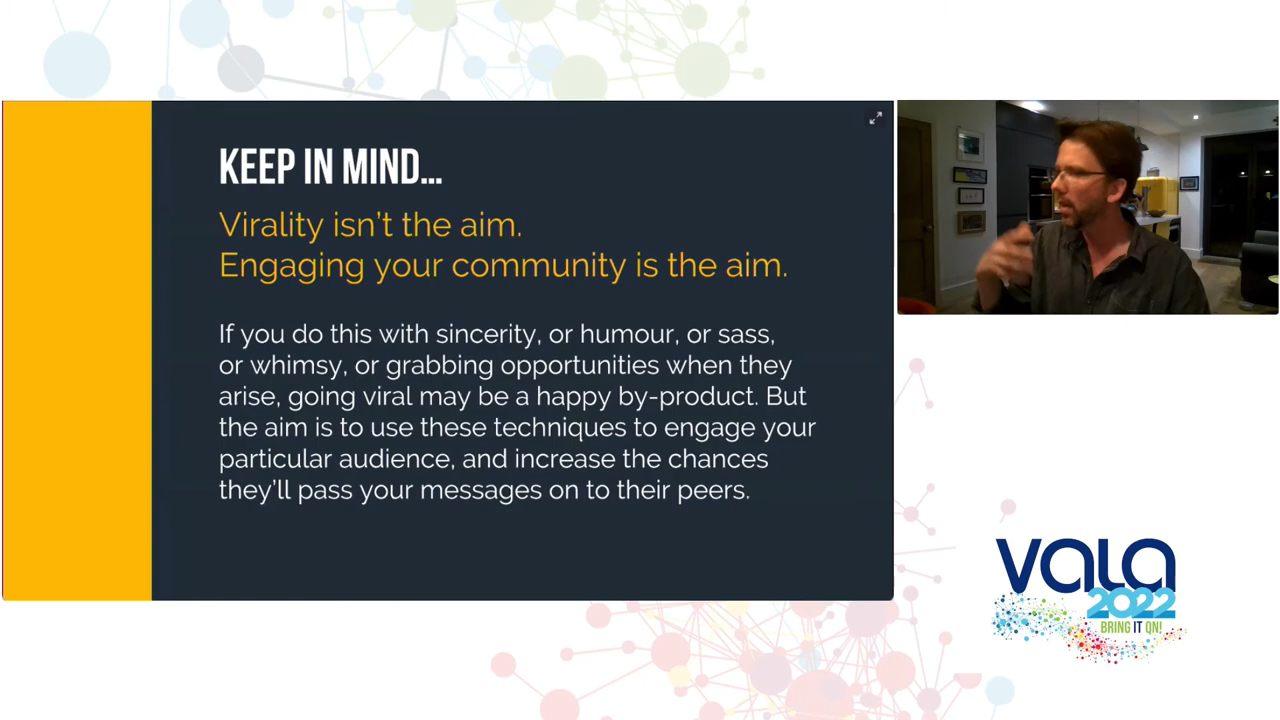 KEEP IN MIND...
Virality isn't the aim.
Engaging your community is the aim.
If you do this with sincerity, or humour, or sass,
or whimsy, or grabbing opportunities when they
arise, going viral may be a happy by-product. But
the aim is to use these techniques to engage your
particular audience, and increase the chances
they'll pass your messages on to their peers.
VALA
2022
BRING IT ON!